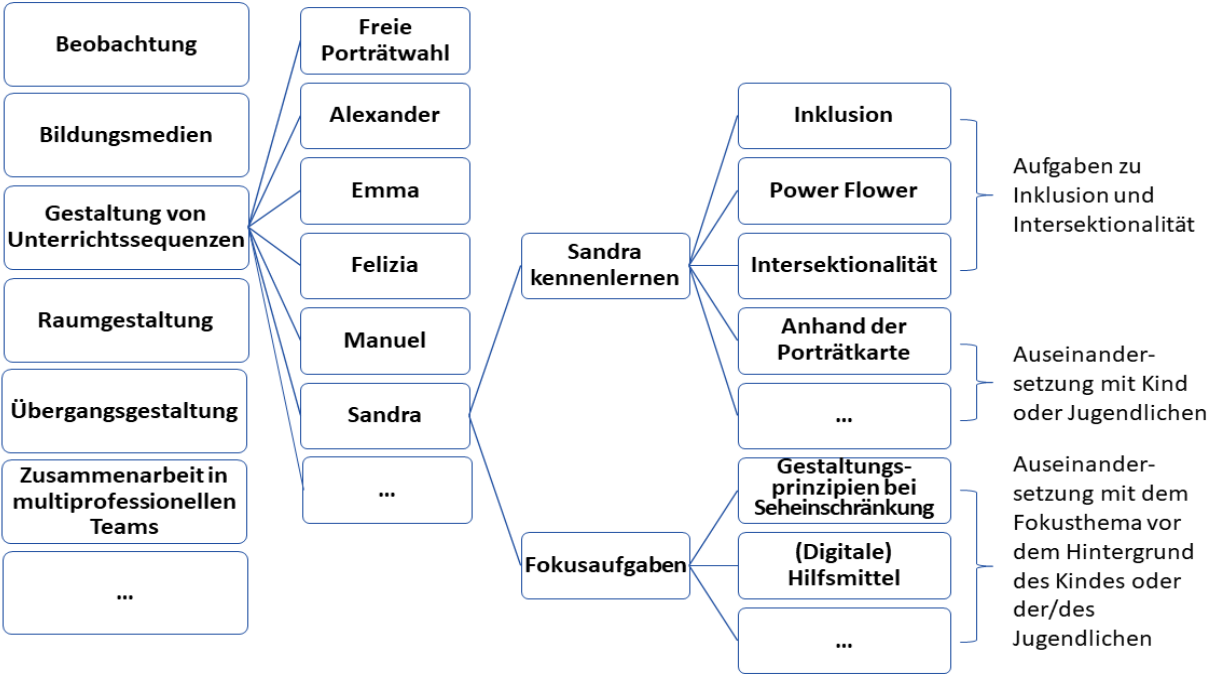 Beobachtung
Bildungsmedien
Gestaltung von
Unterrichtssequenzen
Raumgestaltung
Übergangsgestaltung
Zusammenarbeit in
multiprofessionellen
Teams
...
Freie
Porträtwahl
Alexander
Emma
Felizia
Manuel
Sandra
...
Sandra
kennenlernen
Fokusaufgaben
Inklusion
Power Flower
Intersektionalität
Anhand der
Porträtkarte
...
Gestaltungs-
prinzipien bei
Seheinschränkung
(Digitale)
Hilfsmittel
...
Aufgaben zu
Inklusion und
Intersektionalität
Auseinander-
setzung mit Kind
oder Jugendlichen
Auseinander-
setzung mit dem
Fokusthema vor
dem Hintergrund
des Kindes oder
der/des
Jugendlichen